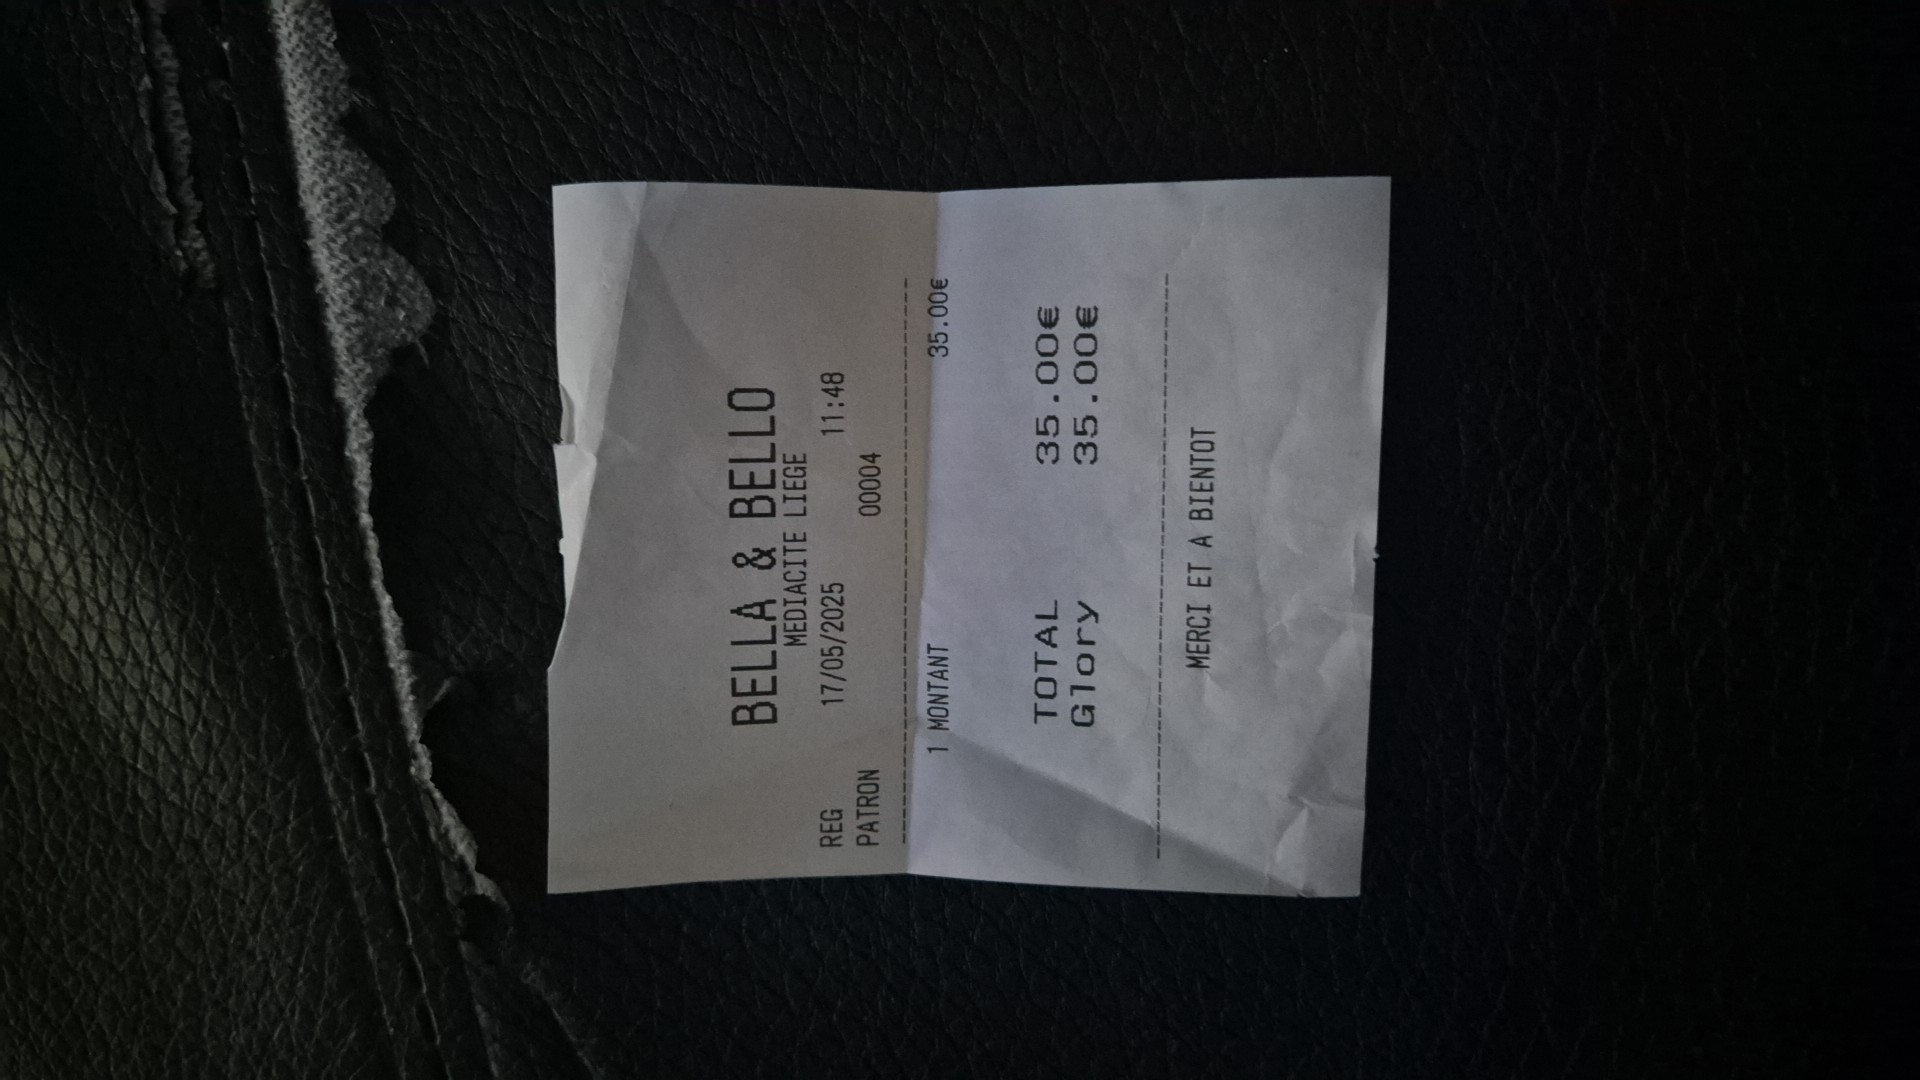 BELLA & BELLO
MEDIACITE LIEGE
REG 17/05/2025 11:48
PATRON 00004
1 MONTANT 35.00€
TOTAL 35.00€
Glory 35.00€
MERCI ET A BIENTOT